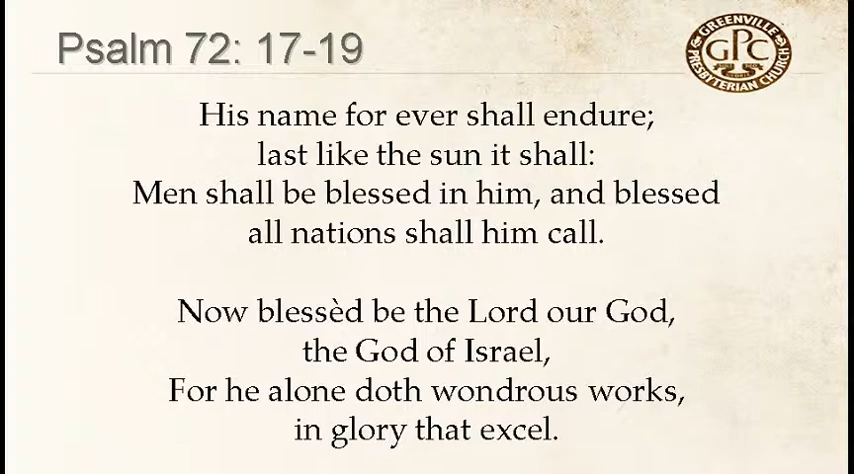 Psalm 72: 17-19
GREENVILLE
GPC
PRESBYTERIAN CHURCH
His name for ever shall endure;
last like the sun it shall:
Men shall be blessed in him, and blessed
all nations shall him call.
Now blessèd be the Lord our God,
the God of Israel,
For he alone doth wondrous works,
in glory that excel.